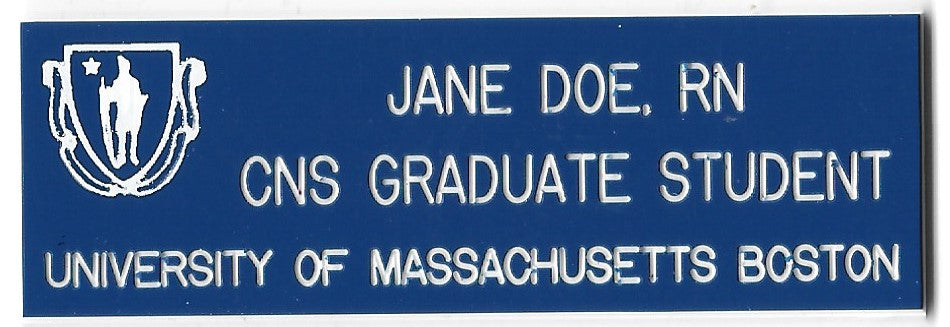 JANE DOE, RN
CNS GRADUATE STUDENT
UNIVERSITY OF MASSACHUSETTS BOSTON